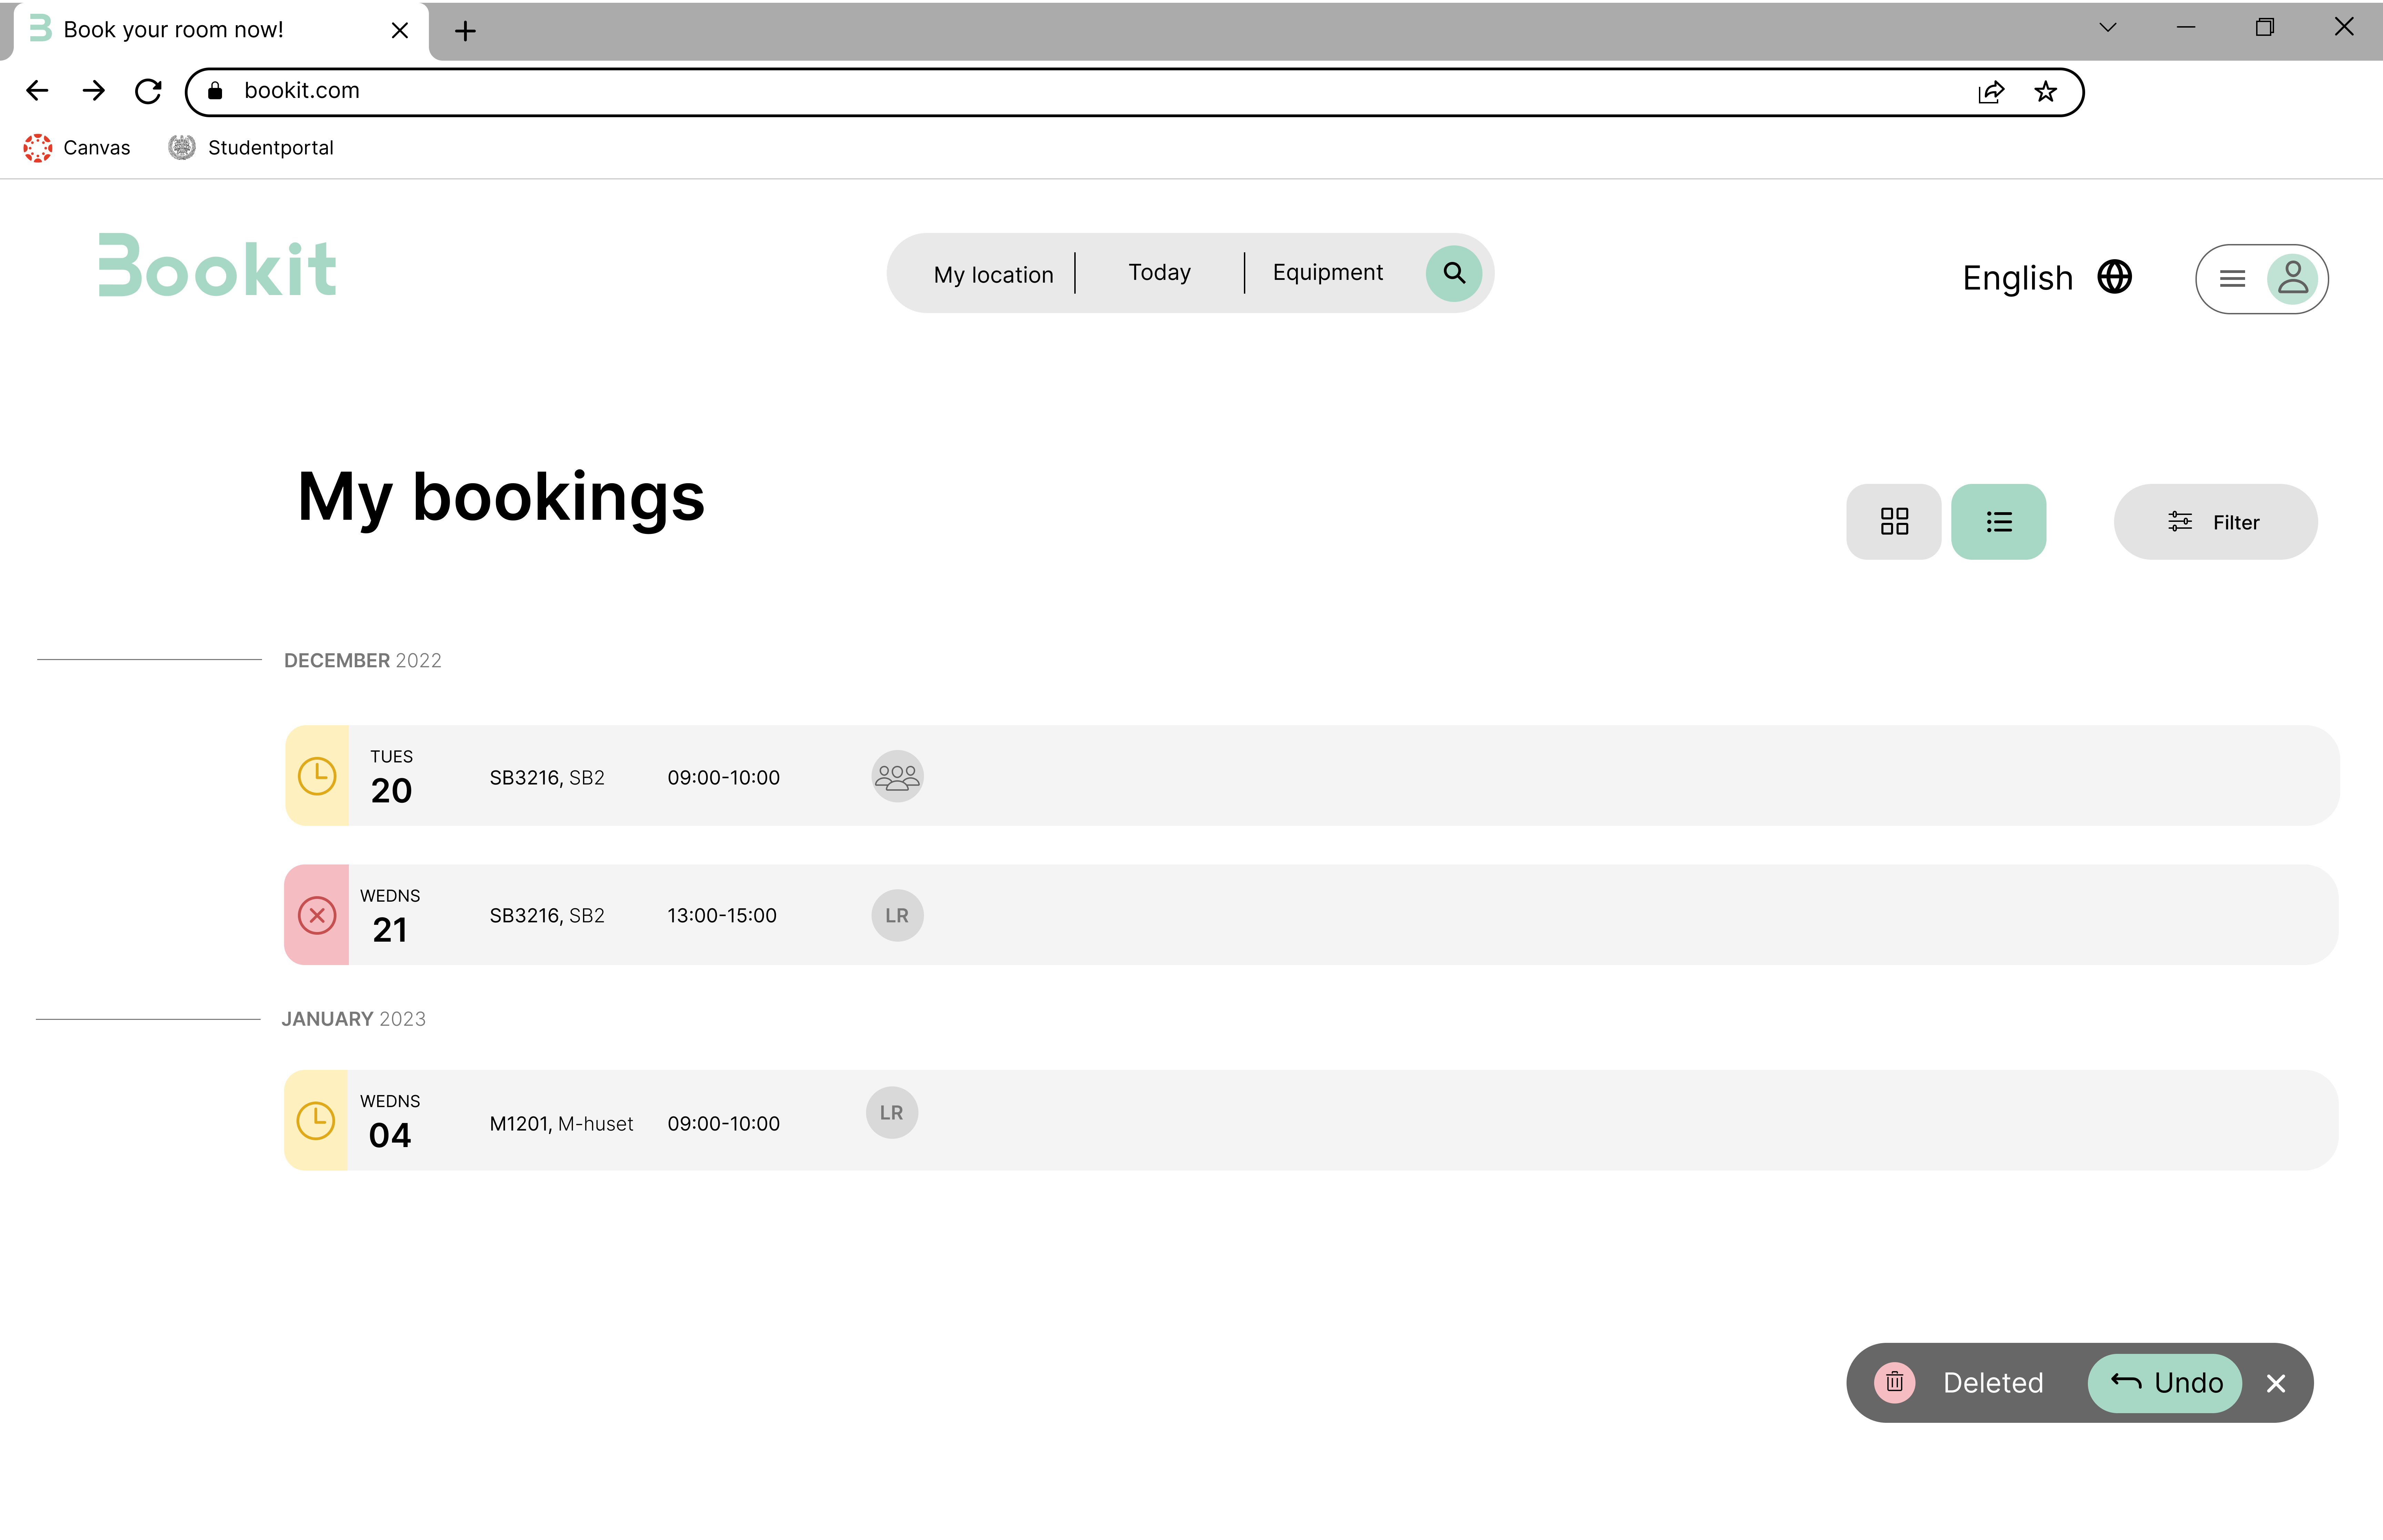 Book your room now!
bookit.com
Canvas
Studentportal
Bookit
My location
Today
Equipment
English
My bookings
Filter
DECEMBER 2022
TUES
20
SB3216, SB2
09:00-10:00
WEDNS
21
SB3216, SB2
13:00-15:00
LR
JANUARY 2023
WEDNS
04
M1201, M-huset
09:00-10:00
LR
Deleted
Undo